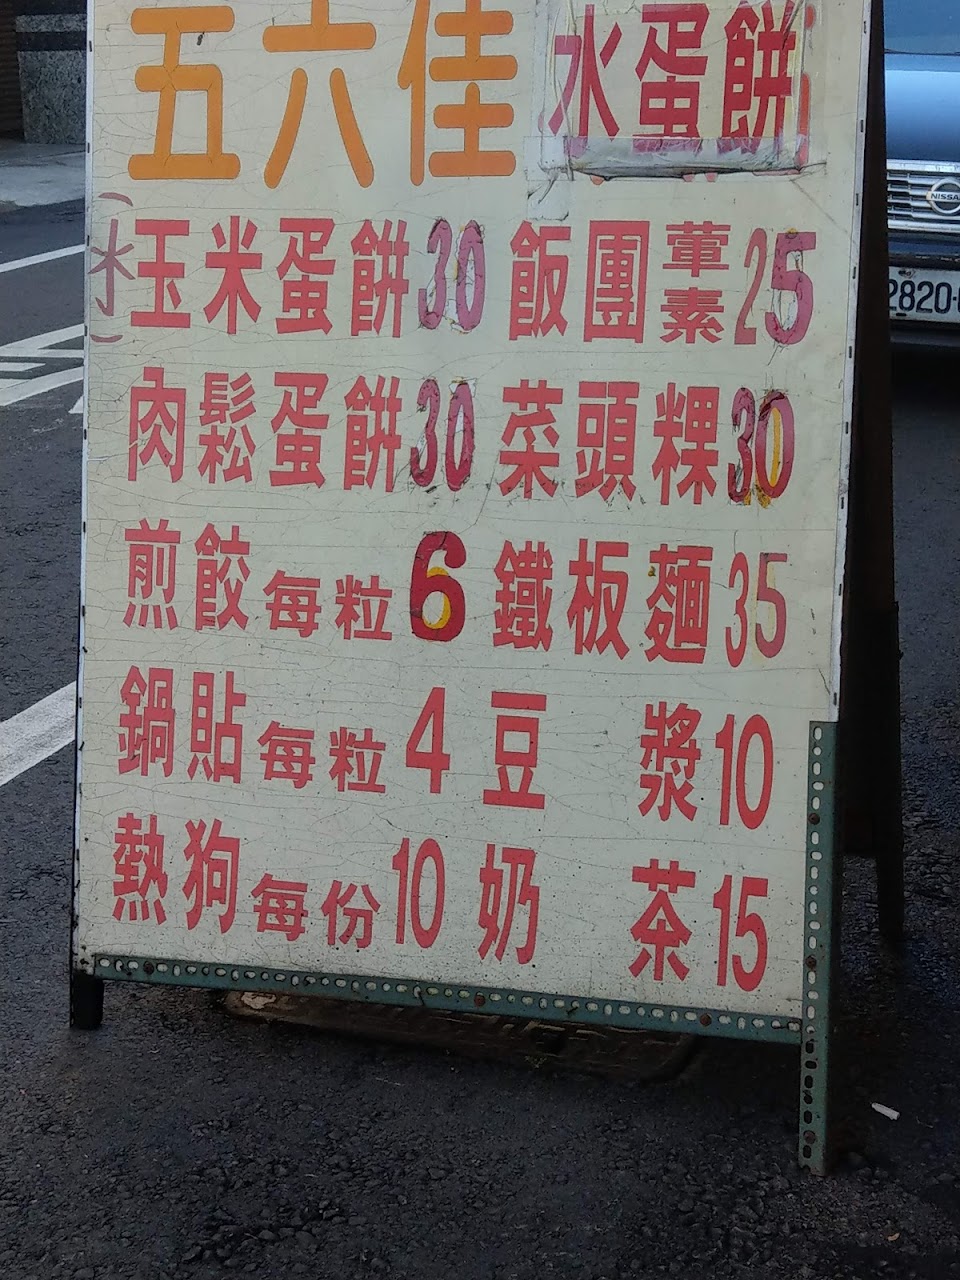 五六佳 水蛋餅
(水)玉米蛋餅30 飯團葷素25
肉鬆蛋餅30 菜頭粿30
煎餃每粒6 鐵板麵35
鍋貼每粒4 豆漿10
熱狗每份10 奶茶15
NISSAN
2820